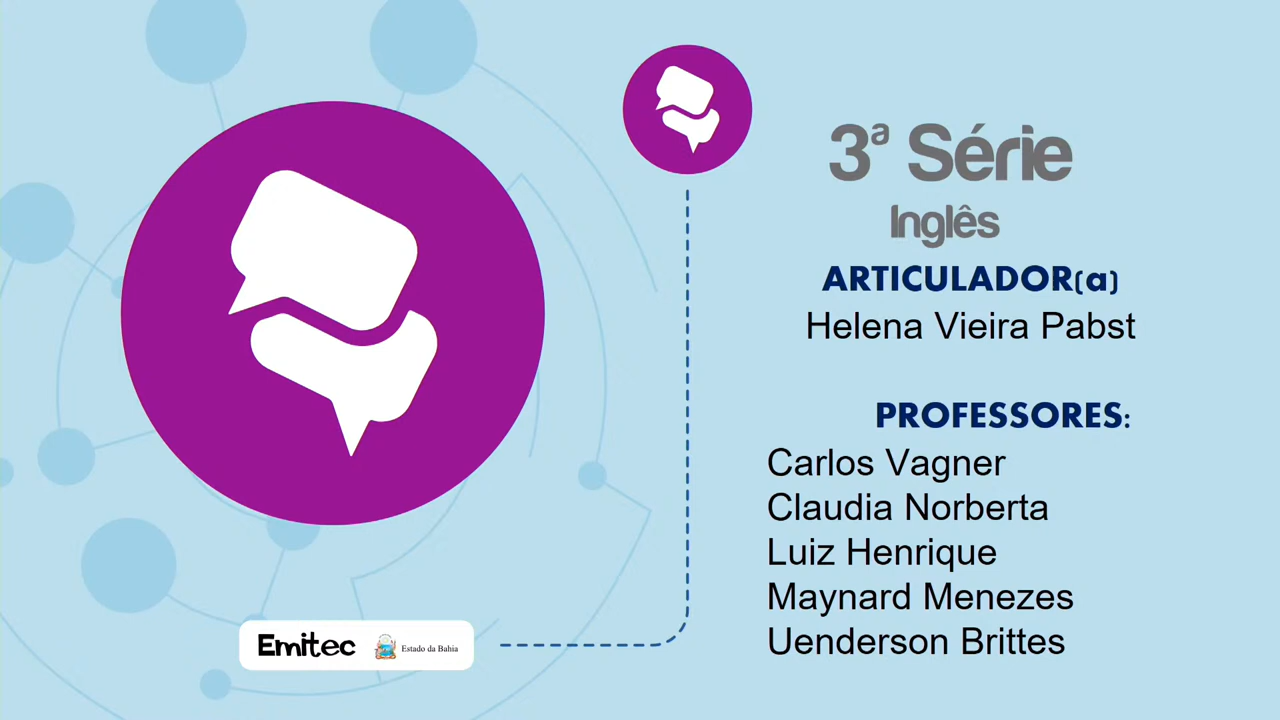 3ª Série
Inglês
ARTICULADOR(a)
Helena Vieira Pabst
PROFESSORES:
Carlos Vagner
Claudia Norberta
Luiz Henrique
Maynard Menezes
Uenderson Brittes
Emitec
Estado da Bahia